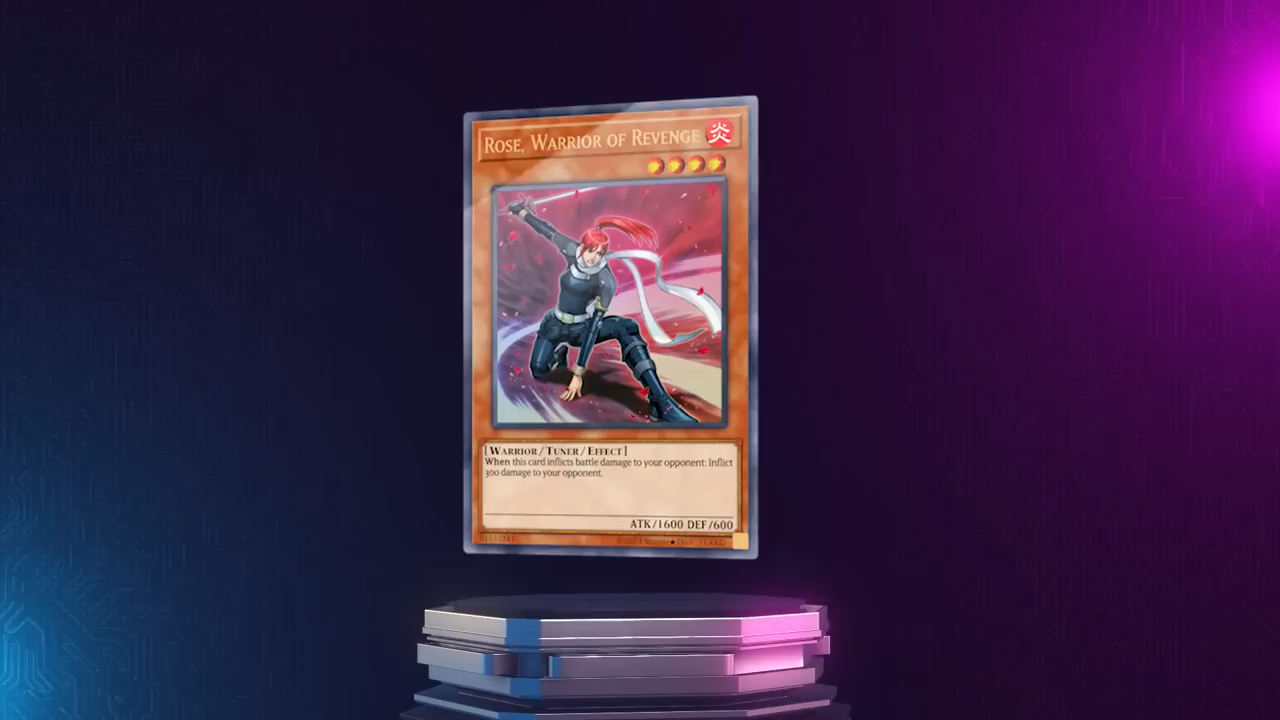 ROSE, WARRIOR OF REVENGE 炎
[WARRIOR/TUNER/EFFECT]
When this card inflicts battle damage to your opponent: Inflict
300 damage to your opponent.
ATK/1600 DEF/600